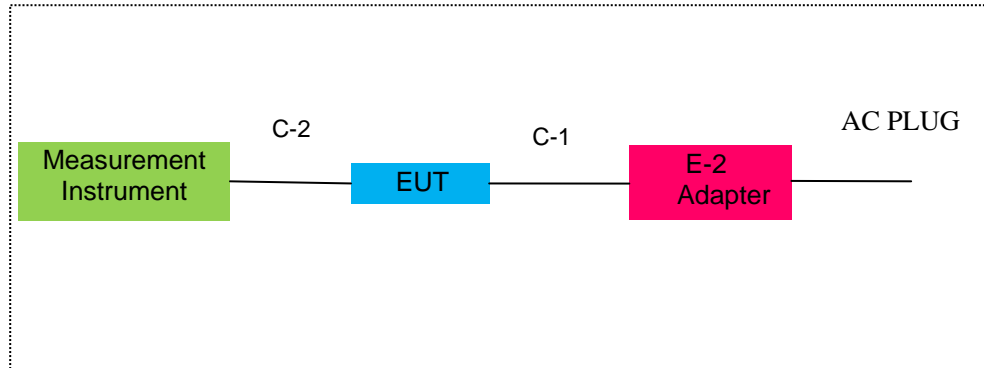 C-2
C-1
AC PLUG
Measurement
Instrument
EUT
E-2
Adapter